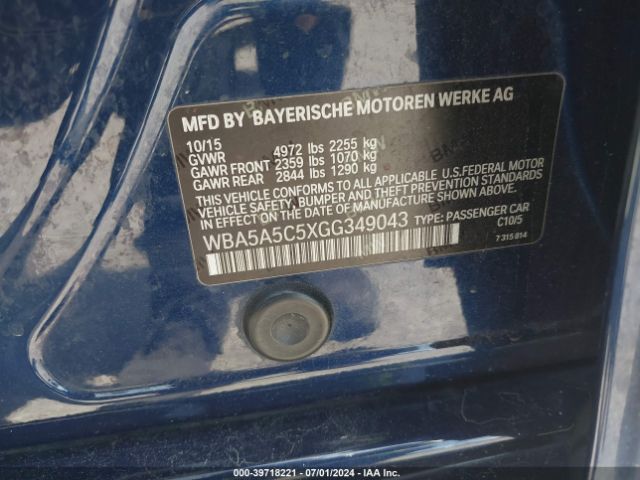 MFD BY BAYERISCHE MOTOREN WERKE AG
10/15
GVWR 4972 lbs 2255 kg
GAWR FRONT 2359 lbs 1070 kg
GAWR REAR 2844 lbs 1290 kg
THIS VEHICLE CONFORMS TO ALL APPLICABLE U.S.FEDERAL MOTOR
VEHICLE SAFETY, BUMPER, AND THEFT PREVENTION STANDARDS
IN EFFECT ON THE DATE OF MANUFACTURE SHOWN ABOVE.
WBA5A5C5XGG349043 TYPE: PASSENGER CAR
C10/5
7 315 814
000-39718221 - 07/01/2024 - IAA Inc.